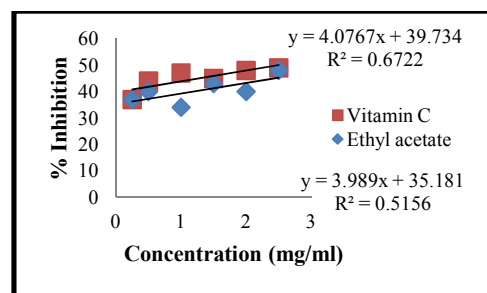 60
50
40
30
20
10
0
% Inhibition
0
1
2
3
Concentration (mg/ml)
y = 4.0767x + 39.734
R² = 0.6722
Vitamin C
Ethyl acetate
y = 3.989x + 35.181
R² = 0.5156